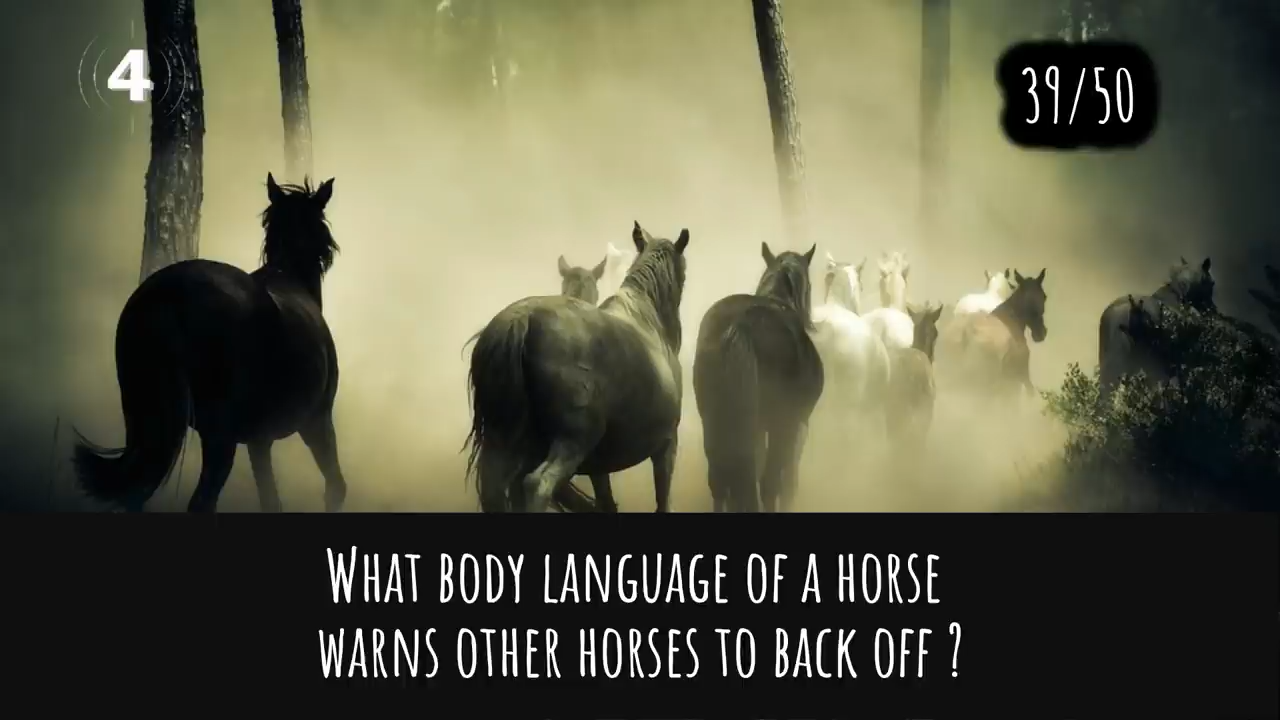 4
39/50
What body language of a horse
warns other horses to back off ?